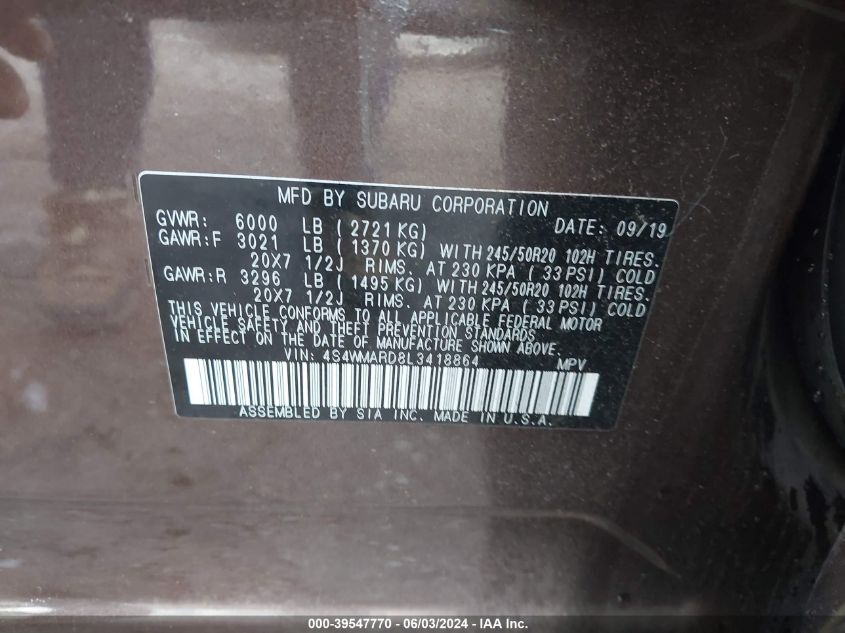 MFD BY SUBARU CORPORATION
GVWR: 6000 LB ( 2721 KG) DATE: 09/19
GAWR:F 3021 LB ( 1370 KG) WITH 245/50R20 102H TIRES.
20X7 1/2J RIMS. AT 230 KPA ( 33 PSI) COLD
GAWR:R 3296 LB ( 1495 KG) WITH 245/50R20 102H TIRES.
20X7 1/2J RIMS. AT 230 KPA ( 33 PSI) COLD
THIS VEHICLE CONFORMS TO ALL APPLICABLE FEDERAL MOTOR
VEHICLE SAFETY AND THEFT PREVENTION STANDARDS
IN EFFECT ON THE DATE OF MANUFACTURE SHOWN ABOVE.
VIN: 4S4WMARD8L3418864 MPV
ASSEMBLED BY SIA INC. MADE IN U.S.A.
000-39547770 - 06/03/2024 - IAA Inc.